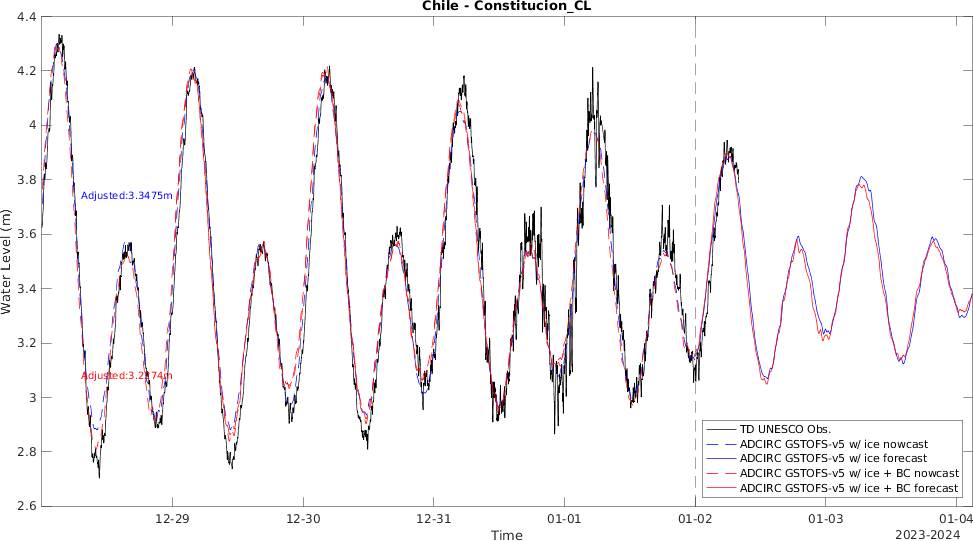 Chile - Constitucion_CL
4.4
4.2
4
3.8
3.6
3.4
3.2
3
2.8
2.6
Water Level (m)
Adjusted:3.3475m
TD UNESCO Obs.
ADCIRC GSTOFS-v5 w/ ice nowcast
ADCIRC GSTOFS-v5 w/ ice forecast
ADCIRC GSTOFS-v5 w/ ice + BC nowcast
ADCIRC GSTOFS-v5 w/ ice + BC forecast
12-29
12-30
12-31
01-01
01-02
01-03
01-04
Time
2023-2024